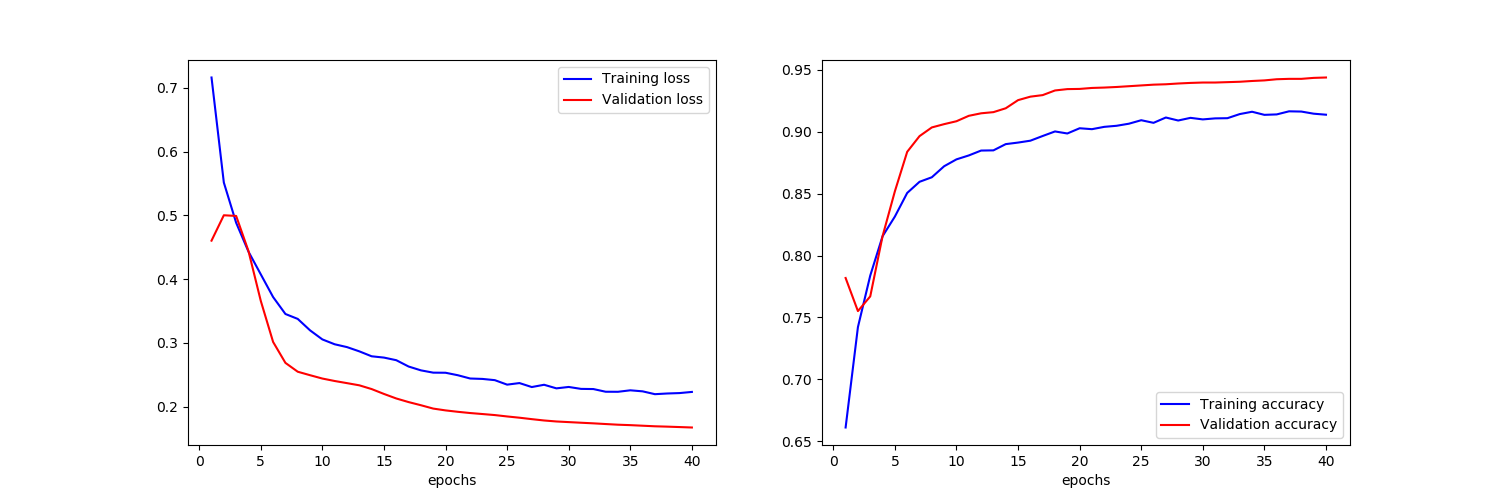 Training loss
Validation loss
0.7
0.6
0.5
0.4
0.3
0.2
0 5 10 15 20 25 30 35 40
epochs
0.95
0.90
0.85
0.80
0.75
0.70
0.65
Training accuracy
Validation accuracy
0 5 10 15 20 25 30 35 40
epochs